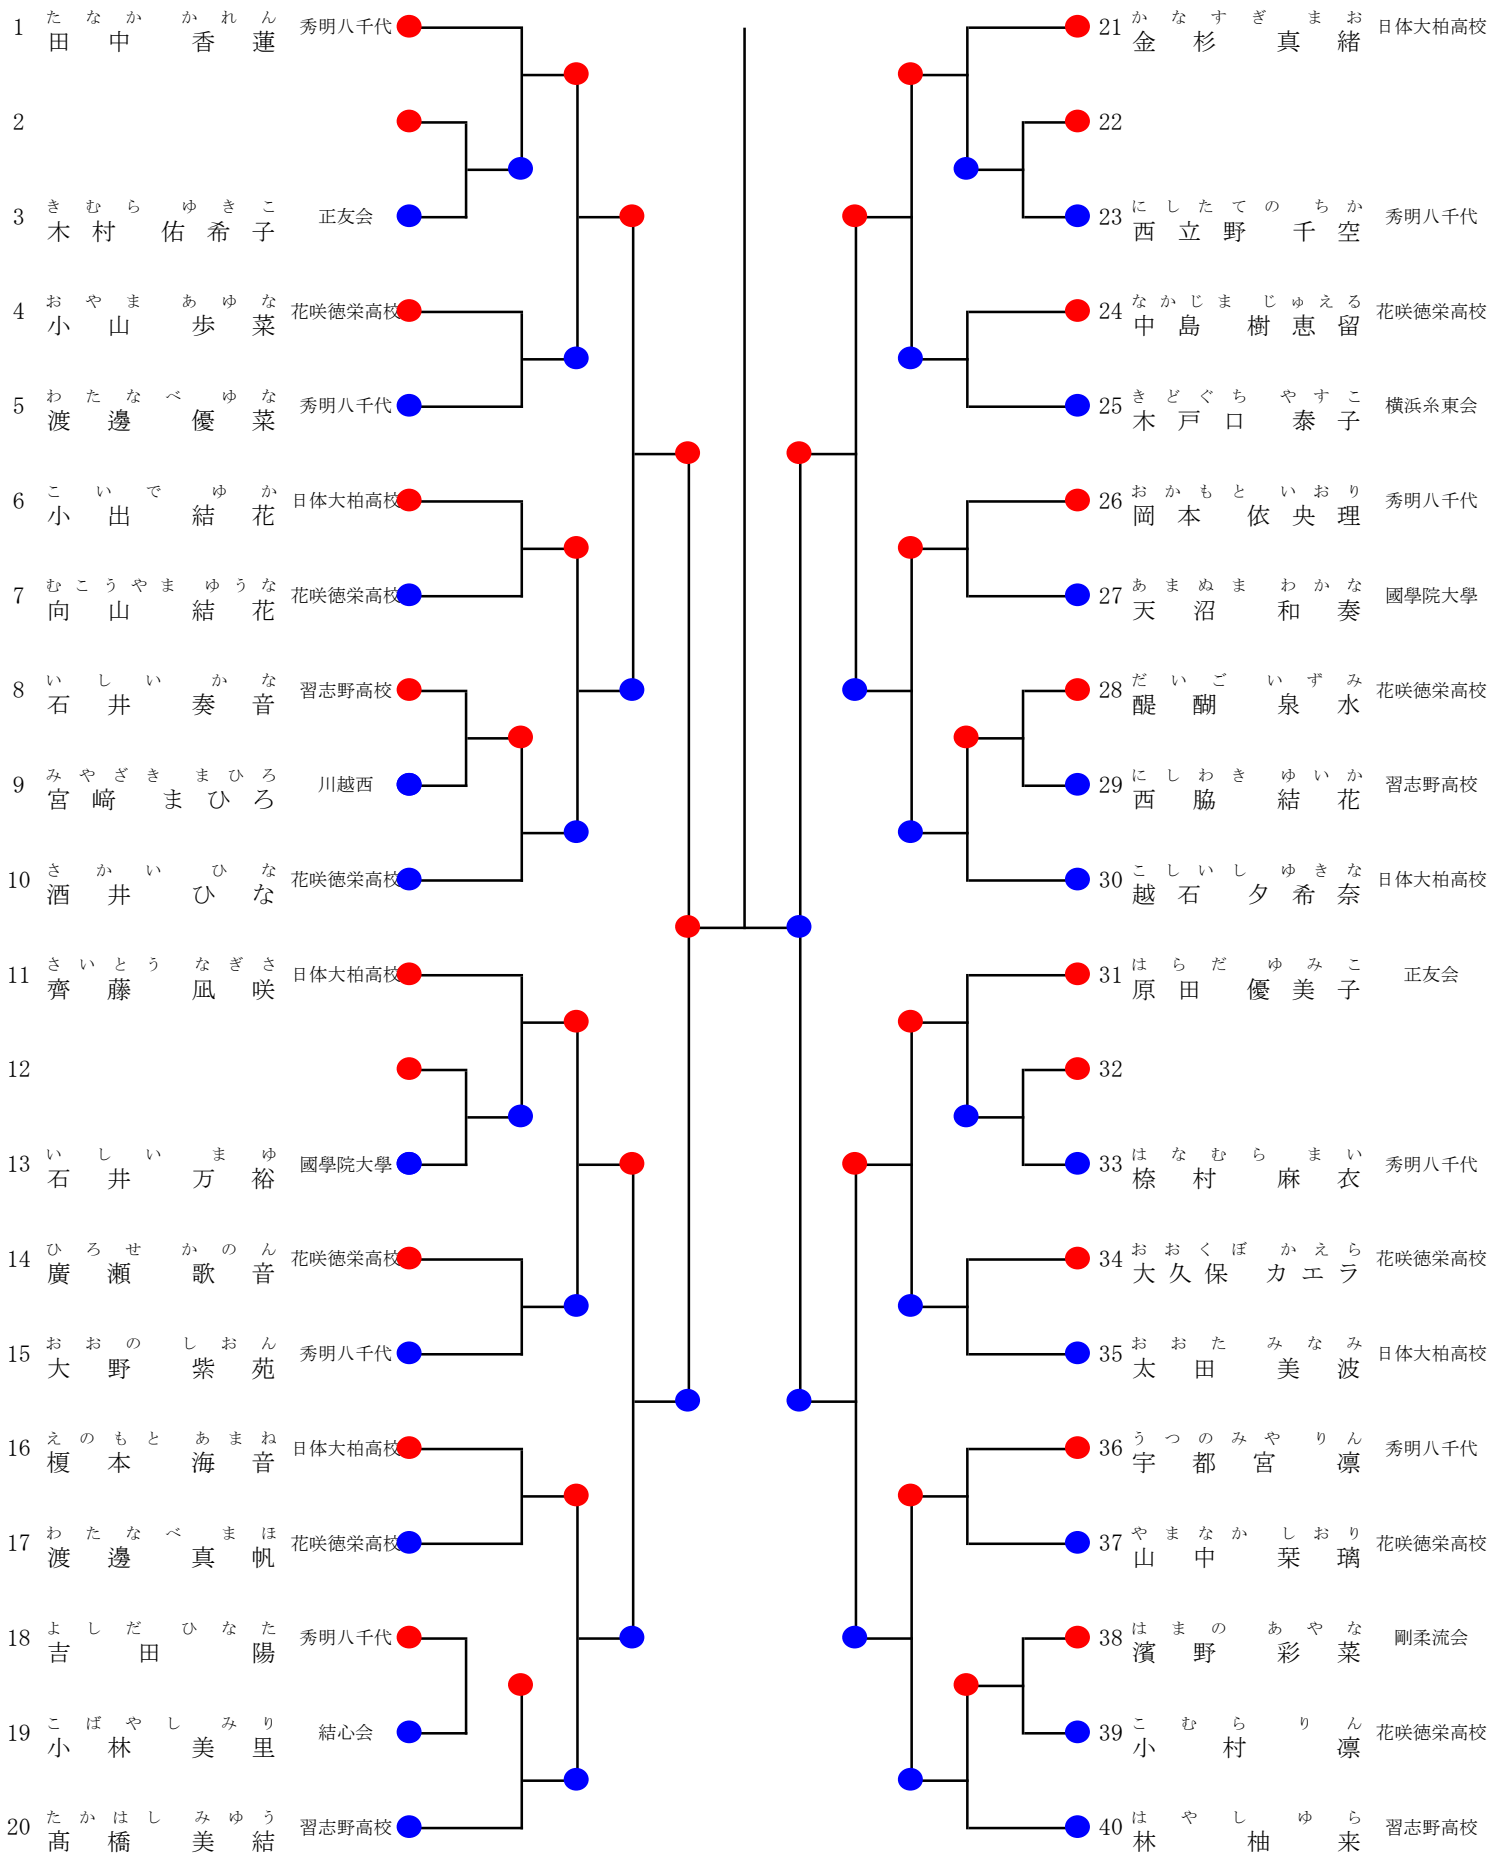 1 たなか かれん 秀明八千代
田中 香蓮
2
3 きむら ゆきこ 正友会
木村 佑希子
4 おやま あゆな 花咲徳栄高校
小山 歩菜
5 わたなべ ゆな 秀明八千代
渡邊 優菜
6 こいで ゆか 日体大柏高校
小出 結花
7 むこうやま ゆうな 花咲徳栄高校
向山 結花
8 いしい かな 習志野高校
石井 奏音
9 みやざき まひろ 川越西
宮﨑 まひろ
10 さかい ひな 花咲徳栄高校
酒井 ひな
11 さいとう なぎさ 日体大柏高校
齊藤 凪咲
12
13 いしい まゆ 國學院大學
石井 万裕
14 ひろせ かのん 花咲徳栄高校
廣瀬 歌音
15 おおの しおん 秀明八千代
大野 紫苑
16 えのもと あまね 日体大柏高校
榎本 海音
17 わたなべ まほ 花咲徳栄高校
渡邊 真帆
18 よしだ ひなた 秀明八千代
吉田 陽
19 こばやし みり 結心会
小林 美里
20 たかはし みゆう 習志野高校
髙橋 美結
21 かなすぎ まお 日体大柏高校
金杉 真緒
22
23 にしたての ちか 秀明八千代
西立野 千空
24 なかじま じゅえる 花咲徳栄高校
中島 樹恵留
25 きどぐち やすこ 横浜糸東会
木戸口 泰子
26 おかもと いおり 秀明八千代
岡本 依央理
27 あまぬま わかな 國學院大學
天沼 和奏
28 だいご いずみ 花咲徳栄高校
醍醐 泉水
29 にしわき ゆいか 習志野高校
西脇 結花
30 こしいし ゆきな 日体大柏高校
越石 夕希奈
31 はらだ ゆみこ 正友会
原田 優美子
32
33 はなむら まい 秀明八千代
㮈村 麻衣
34 おおくぼ かえら 花咲徳栄高校
大久保 カエラ
35 おおた みなみ 日体大柏高校
太田 美波
36 うつのみや りん 秀明八千代
宇都宮 凛
37 やまなか しおり 花咲徳栄高校
山中 栞璃
38 はまの あやな 剛柔流会
濱野 彩菜
39 こむら りん 花咲徳栄高校
小村 凛
40 はやし ゆら 習志野高校
林 柚来